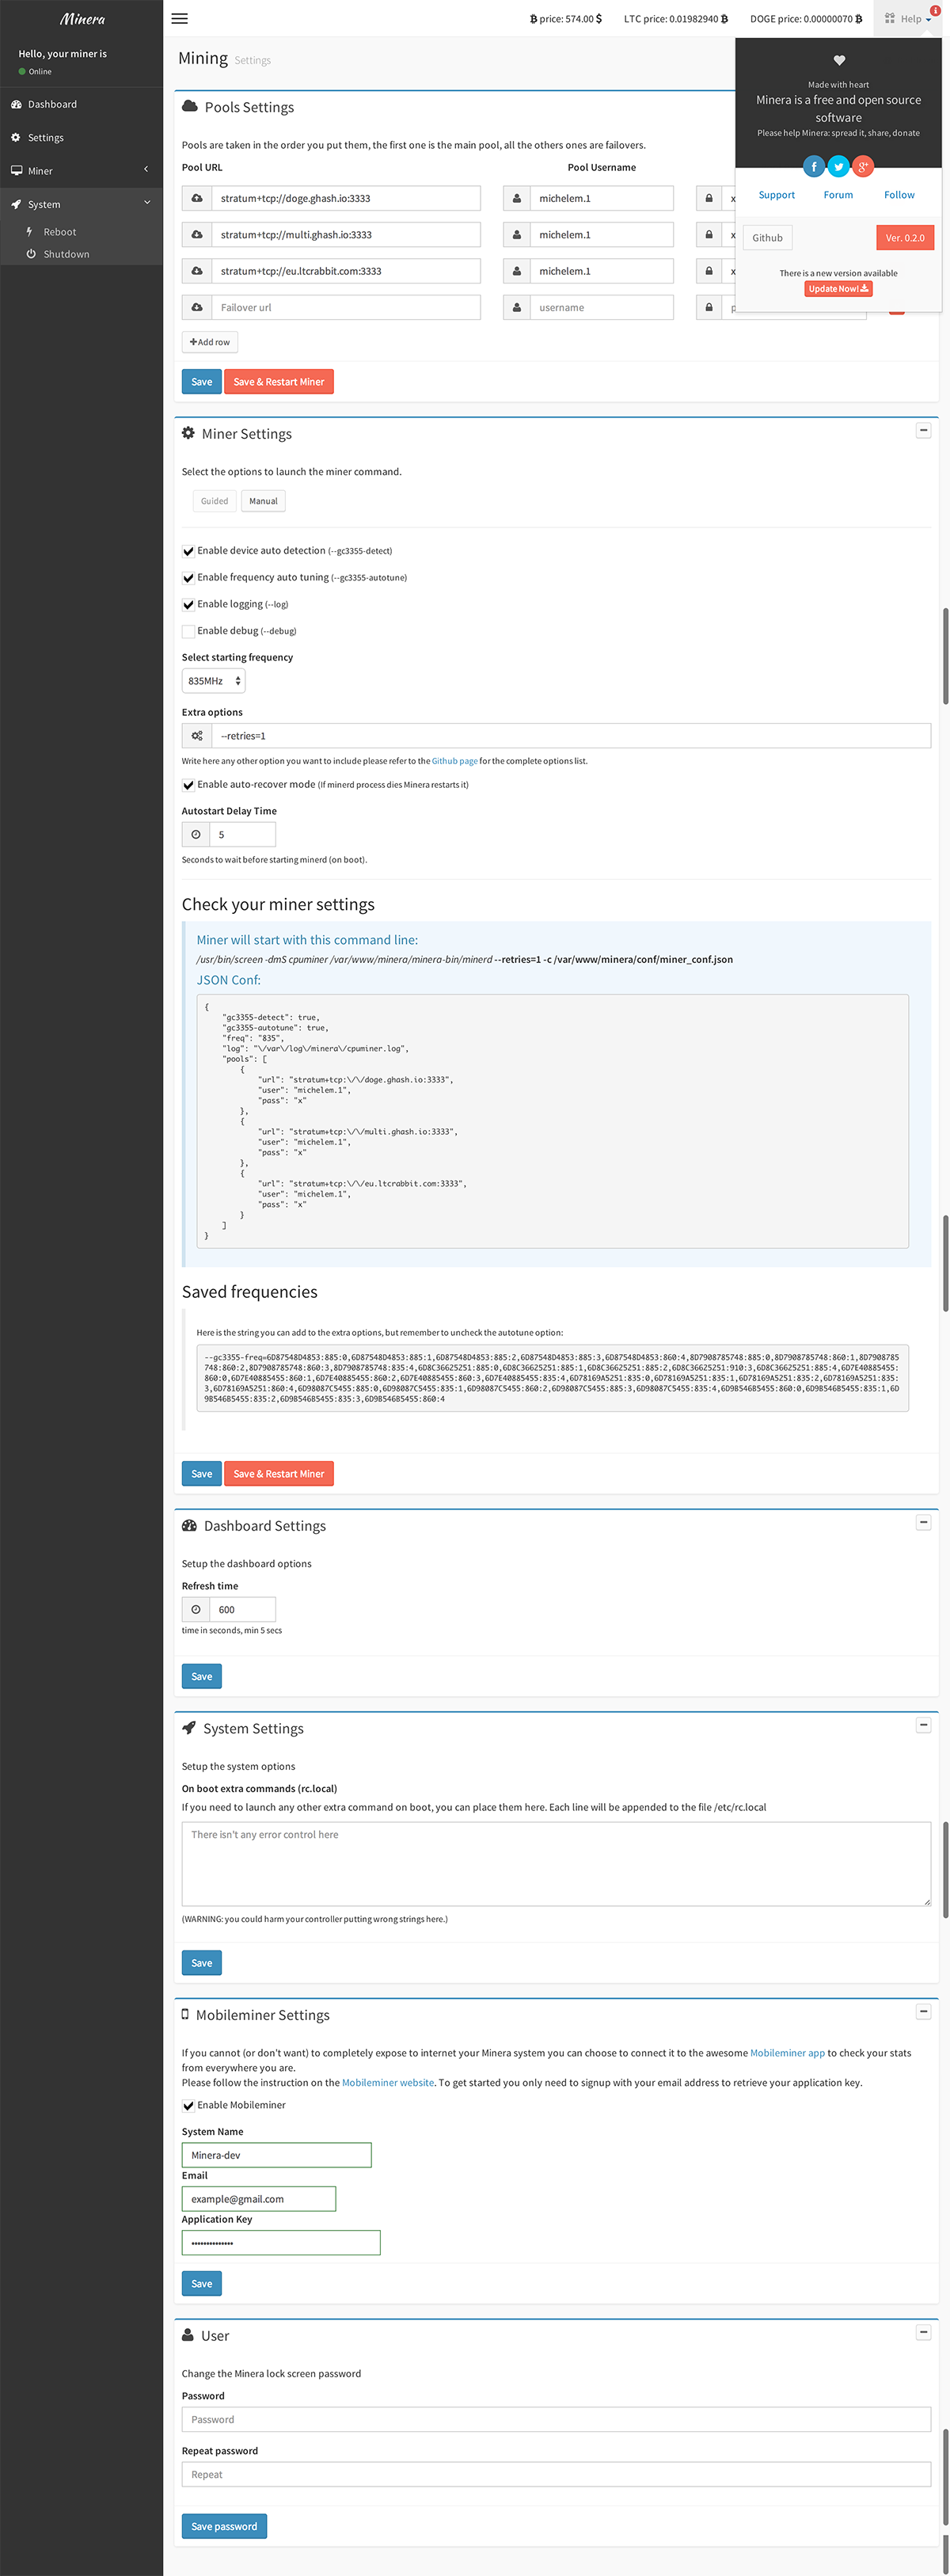 Minera
Hello, your miner is
Online
Dashboard
Settings
Miner
System
Reboot
Shutdown
price: 574.00 $
LTC price: 0.01982940
DOGE price: 0.00000070
Help
i
Made with heart
Minera is a free and open source
software
Please help Minera: spread it, share, donate
Support Forum Follow
Github Ver. 0.2.0
There is a new version available
Update Now!
Mining Settings
Pools Settings
Pools are taken in the order you put them, the first one is the main pool, all the others ones are failovers.
Pool URL Pool Username
stratum+tcp://doge.ghash.io:3333 michelem.1 x
stratum+tcp://multi.ghash.io:3333 michelem.1 x
stratum+tcp://eu.ltcrabbit.com:3333 michelem.1 x
Failover url username p
+Add row
Save Save & Restart Miner
Miner Settings
Select the options to launch the miner command.
Guided Manual
Enable device auto detection (--gc3355-detect)
Enable frequency auto tuning (--gc3355-autotune)
Enable logging (--log)
Enable debug (--debug)
Select starting frequency
835MHz
Extra options
--retries=1
Write here any other option you want to include please refer to the Github page for the complete options list.
Enable auto-recover mode (If minerd process dies Minera restarts it)
Autostart Delay Time
5
Seconds to wait before starting minerd (on boot).
Check your miner settings
Miner will start with this command line:
/usr/bin/screen -dmS cpuminer /var/www/minera/minera-bin/minerd --retries=1 -c /var/www/minera/conf/miner_conf.json
JSON Conf:
{
"gc3355-detect": true,
"gc3355-autotune": true,
"freq": "835",
"log": "\/var\/log\/minera\/cpuminer.log",
"pools": [
{
"url": "stratum+tcp:\/\/doge.ghash.io:3333",
"user": "michelem.1",
"pass": "x"
},
{
"url": "stratum+tcp:\/\/multi.ghash.io:3333",
"user": "michelem.1",
"pass": "x"
},
{
"url": "stratum+tcp:\/\/eu.ltcrabbit.com:3333",
"user": "michelem.1",
"pass": "x"
}
]
}
Saved frequencies
Here is the string you can add to the extra options, but remember to uncheck the autotune option:
--gc3355-freq=6D87548D4853:885:0,6D87548D4853:885:1,6D87548D4853:885:2,6D87548D4853:885:3,6D87548D4853:860:4,8D7908785748:885:0,8D7908785748:860:1,8D7908785
748:860:2,8D7908785748:860:3,8D7908785748:835:4,6D8C36625251:885:0,6D8C36625251:885:1,6D8C36625251:885:2,6D8C36625251:910:3,6D8C36625251:885:4,6D7E40885455:
860:0,6D7E40885455:860:1,6D7E40885455:860:2,6D7E40885455:860:3,6D7E40885455:835:4,6D78169A5251:835:0,6D78169A5251:835:1,6D78169A5251:835:2,6D78169A5251:835:
3,6D78169A5251:860:4,6D98087C5455:885:0,6D98087C5455:835:1,6D98087C5455:860:2,6D98087C5455:885:3,6D98087C5455:835:4,6D9854685455:860:0,6D9854685455:835:1,6D
9854685455:835:2,6D9854685455:835:3,6D9854685455:860:4
Save Save & Restart Miner
Dashboard Settings
Setup the dashboard options
Refresh time
600
time in seconds, min 5 secs
Save
System Settings
Setup the system options
On boot extra commands (rc.local)
If you need to launch any other extra command on boot, you can place them here. Each line will be appended to the file /etc/rc.local
There isn't any error control here
(WARNING: you could harm your controller putting wrong strings here.)
Save
Mobileminer Settings
If you cannot (or don't want) to completely expose to internet your Minera system you can choose to connect it to the awesome Mobileminer app to check your stats
from everywhere you are.
Please follow the instruction on the Mobileminer website. To get started you only need to signup with your email address to retrieve your application key.
Enable Mobileminer
System Name
Minera-dev
Email
example@gmail.com
Application Key
••••••••••••••
Save
User
Change the Minera lock screen password
Password
Password
Repeat password
Repeat
Save password